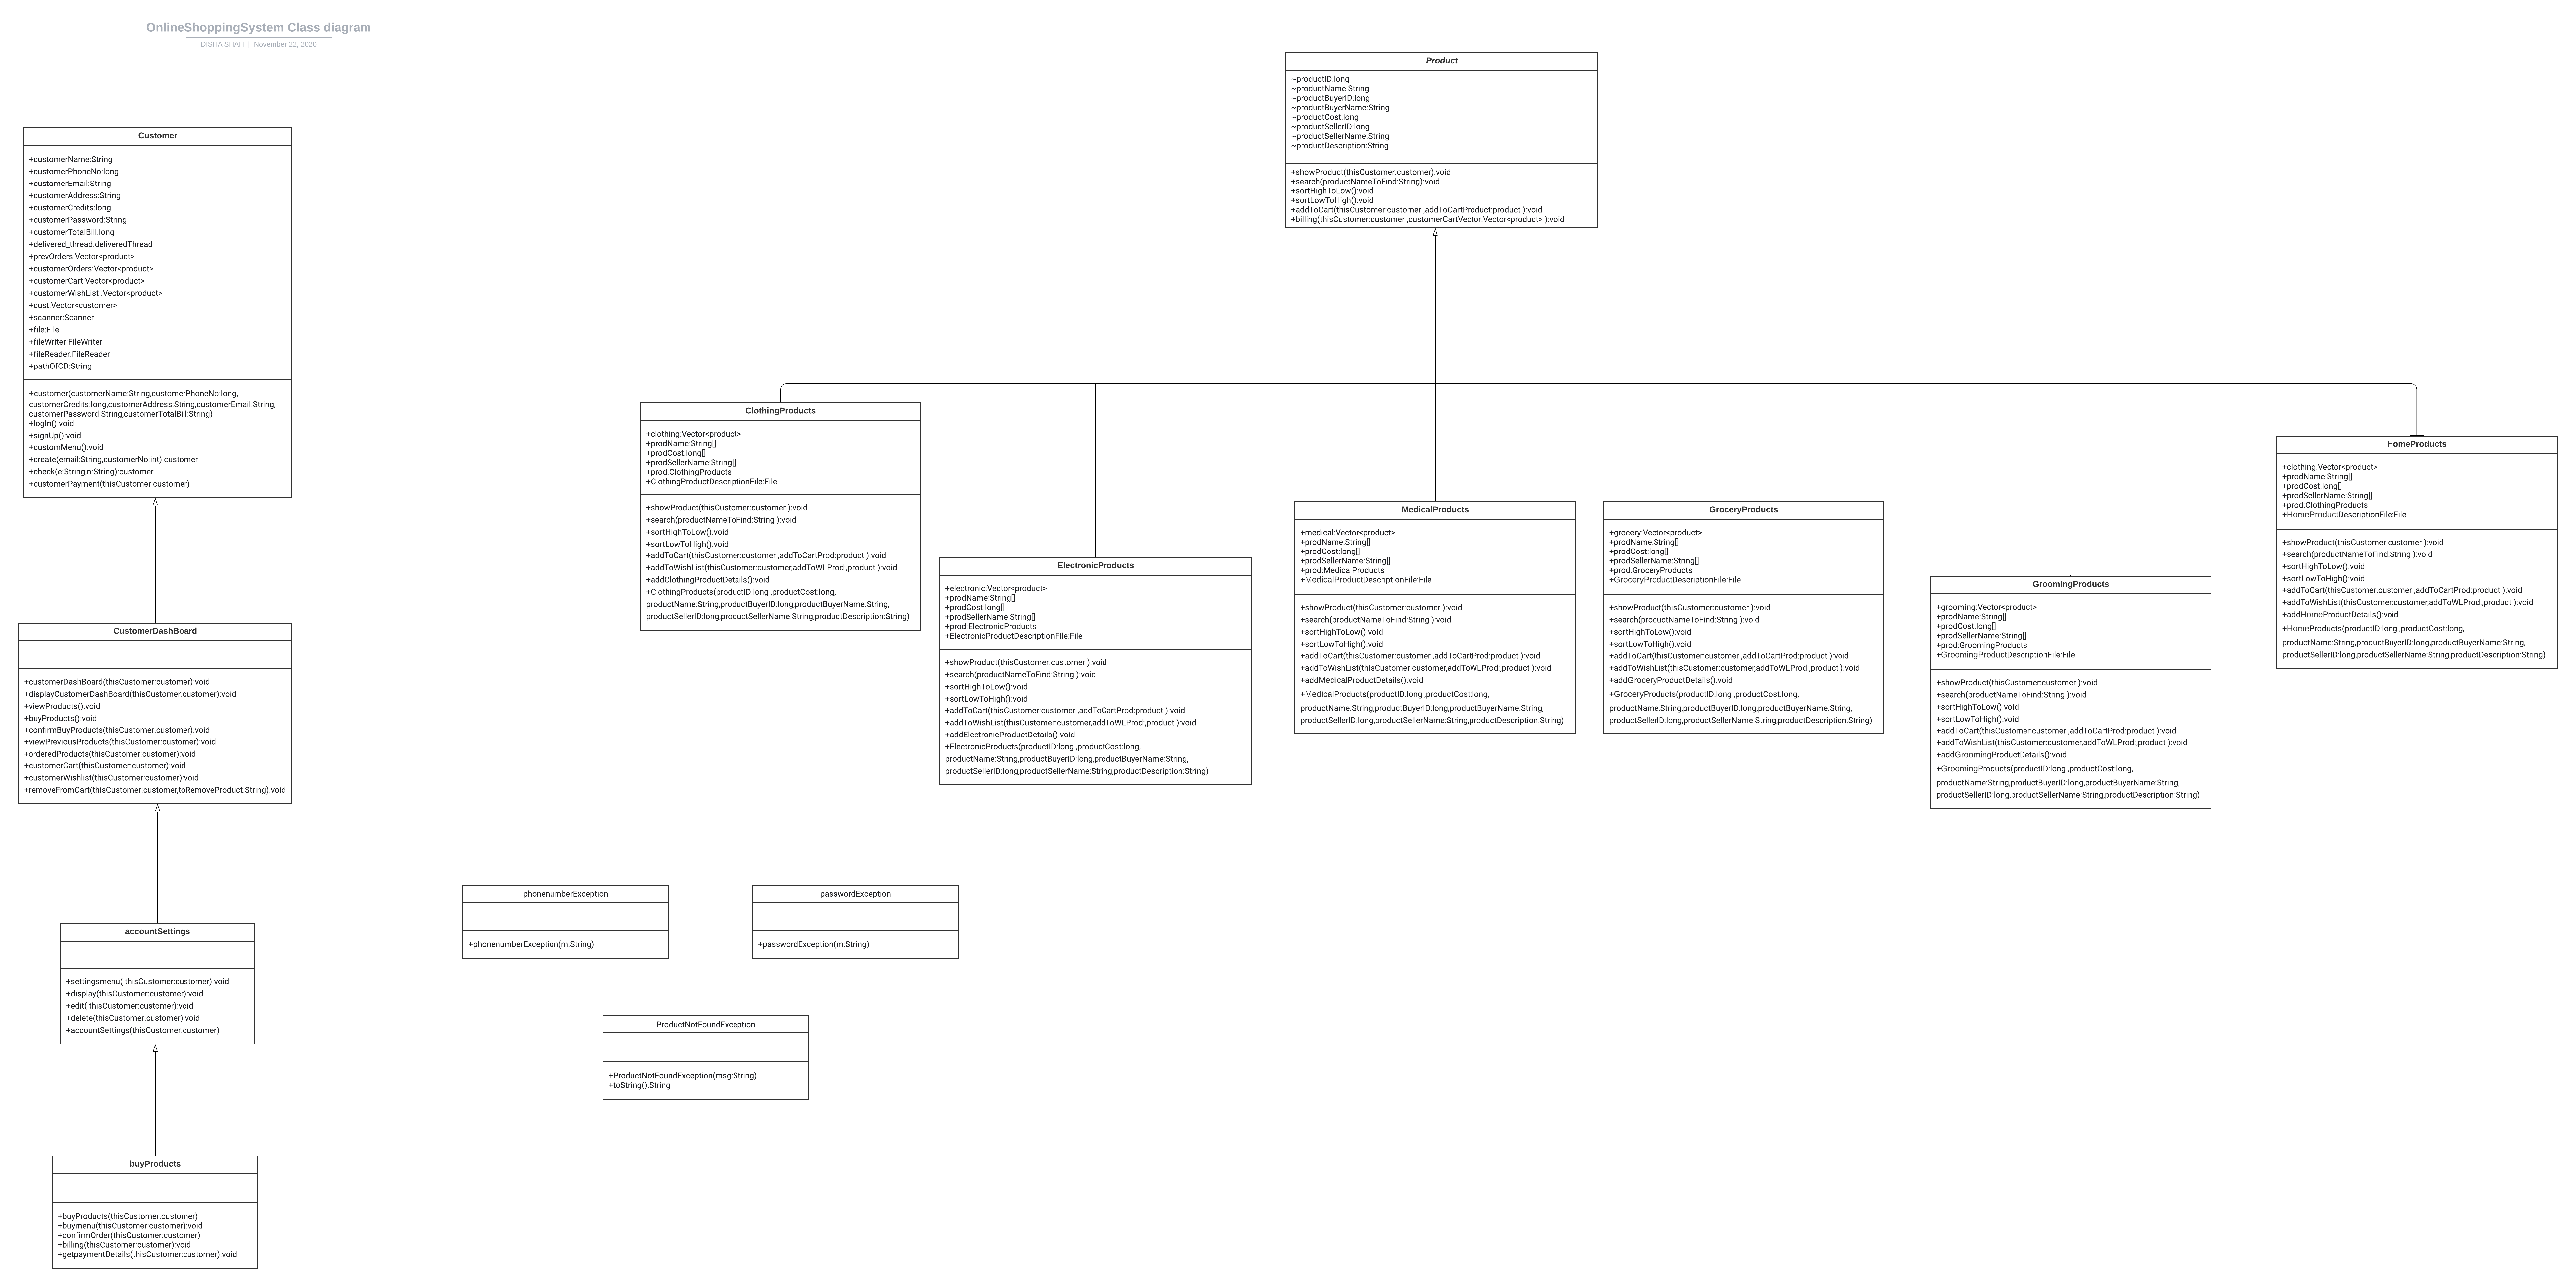 OnlineShoppingSystem Class diagram
DISHA SHAH | November 22, 2020
Product
~productID:long
~productName:String
~productBuyerID:long
~productBuyerName:String
~productCost:long
~productSellerID:long
~productSellerName:String
~productDescription:String
+showProduct(thisCustomer:customer):void
+search(productNameToFind:String):void
+sortHighToLow():void
+sortLowToHigh():void
+addToCart(thisCustomer:customer ,addToCartProduct:product ):void
+billing(thisCustomer:customer ,customerCartVector:Vector<product> ):void
Customer
+customerName:String
+customerPhoneNo:long
+customerEmail:String
+customerAddress:String
+customerCredits:long
+customerPassword:String
+customerTotalBill:long
+delivered_thread:deliveredThread
+prevOrders:Vector<product>
+customerOrders:Vector<product>
+customerCart:Vector<product>
+customerWishList :Vector<product>
+cust:Vector<customer>
+scanner:Scanner
+file:File
+fileWriter:FileWriter
+fileReader:FileReader
+pathOfCD:String
+customer(customerName:String,customerPhoneNo:long,
customerCredits:long,customerAddress:String,customerEmail:String,
customerPassword:String,customerTotalBill:String)
+logIn():void
+signUp():void
+customMenu():void
+create(email:String,customerNo:int):customer
+check(e:String,n:String):customer
+customerPayment(thisCustomer:customer)
CustomerDashBoard
+customerDashBoard(thisCustomer:customer):void
+displayCustomerDashBoard(thisCustomer:customer):void
+viewProducts():void
+buyProducts():void
+confirmBuyProducts(thisCustomer:customer):void
+viewPreviousProducts(thisCustomer:customer):void
+orderedProducts(thisCustomer:customer):void
+customerCart(thisCustomer:customer):void
+customerWishlist(thisCustomer:customer):void
+removeFromCart(thisCustomer:customer,toRemoveProduct:String):void
accountSettings
+settingsmenu( thisCustomer:customer):void
+display(thisCustomer:customer):void
+edit( thisCustomer:customer):void
+delete(thisCustomer:customer):void
+accountSettings(thisCustomer:customer)
buyProducts
+buyProducts(thisCustomer:customer)
+buymenu(thisCustomer:customer):void
+confirmOrder(thisCustomer:customer)
+billing(thisCustomer:customer):void
+getpaymentDetails(thisCustomer:customer):void
ClothingProducts
+clothing:Vector<product>
+prodName:String[]
+prodCost:long[]
+prodSellerName:String[]
+prod:ClothingProducts
+ClothingProductDescriptionFile:File
+showProduct(thisCustomer:customer ):void
+search(productNameToFind:String ):void
+sortHighToLow():void
+sortLowToHigh():void
+addToCart(thisCustomer:customer ,addToCartProd:product ):void
+addToWishList(thisCustomer:customer,addToWLProd:,product ):void
+addClothingProductDetails():void
+ClothingProducts(productID:long ,productCost:long,
productName:String,productBuyerID:long,productBuyerName:String,
productSellerID:long,productSellerName:String,productDescription:String)
ElectronicProducts
+electronic:Vector<product>
+prodName:String[]
+prodCost:long[]
+prodSellerName:String[]
+prod:ElectronicProducts
+ElectronicProductDescriptionFile:File
+showProduct(thisCustomer:customer ):void
+search(productNameToFind:String ):void
+sortHighToLow():void
+sortLowToHigh():void
+addToCart(thisCustomer:customer ,addToCartProd:product ):void
+addToWishList(thisCustomer:customer,addToWLProd:,product ):void
+addElectronicProductDetails():void
+ElectronicProducts(productID:long ,productCost:long,
productName:String,productBuyerID:long,productBuyerName:String,
productSellerID:long,productSellerName:String,productDescription:String)
MedicalProducts
+medical:Vector<product>
+prodName:String[]
+prodCost:long[]
+prodSellerName:String[]
+prod:MedicalProducts
+MedicalProductDescriptionFile:File
+showProduct(thisCustomer:customer ):void
+search(productNameToFind:String ):void
+sortHighToLow():void
+sortLowToHigh():void
+addToCart(thisCustomer:customer ,addToCartProd:product ):void
+addToWishList(thisCustomer:customer,addToWLProd:,product ):void
+addMedicalProductDetails():void
+MedicalProducts(productID:long ,productCost:long,
productName:String,productBuyerID:long,productBuyerName:String,
productSellerID:long,productSellerName:String,productDescription:String)
GroceryProducts
+grocery:Vector<product>
+prodName:String[]
+prodCost:long[]
+prodSellerName:String[]
+prod:GroceryProducts
+GroceryProductDescriptionFile:File
+showProduct(thisCustomer:customer ):void
+search(productNameToFind:String ):void
+sortHighToLow():void
+sortLowToHigh():void
+addToCart(thisCustomer:customer ,addToCartProd:product ):void
+addToWishList(thisCustomer:customer,addToWLProd:,product ):void
+addGroceryProductDetails():void
+GroceryProducts(productID:long ,productCost:long,
productName:String,productBuyerID:long,productBuyerName:String,
productSellerID:long,productSellerName:String,productDescription:String)
GroomingProducts
+grooming:Vector<product>
+prodName:String[]
+prodCost:long[]
+prodSellerName:String[]
+prod:GroomingProducts
+GroomingProductDescriptionFile:File
+showProduct(thisCustomer:customer ):void
+search(productNameToFind:String ):void
+sortHighToLow():void
+sortLowToHigh():void
+addToCart(thisCustomer:customer ,addToCartProd:product ):void
+addToWishList(thisCustomer:customer,addToWLProd:,product ):void
+addGroomingProductDetails():void
+GroomingProducts(productID:long ,productCost:long,
productName:String,productBuyerID:long,productBuyerName:String,
productSellerID:long,productSellerName:String,productDescription:String)
HomeProducts
+clothing:Vector<product>
+prodName:String[]
+prodCost:long[]
+prodSellerName:String[]
+prod:ClothingProducts
+HomeProductDescriptionFile:File
+showProduct(thisCustomer:customer ):void
+search(productNameToFind:String ):void
+sortHighToLow():void
+sortLowToHigh():void
+addToCart(thisCustomer:customer ,addToCartProd:product ):void
+addToWishList(thisCustomer:customer,addToWLProd:,product ):void
+addHomeProductDetails():void
+HomeProducts(productID:long ,productCost:long,
productName:String,productBuyerID:long,productBuyerName:String,
productSellerID:long,productSellerName:String,productDescription:String)
phonenumberException
+phonenumberException(m:String)
passwordException
+passwordException(m:String)
ProductNotFoundException
+ProductNotFoundException(msg:String)
+toString():String